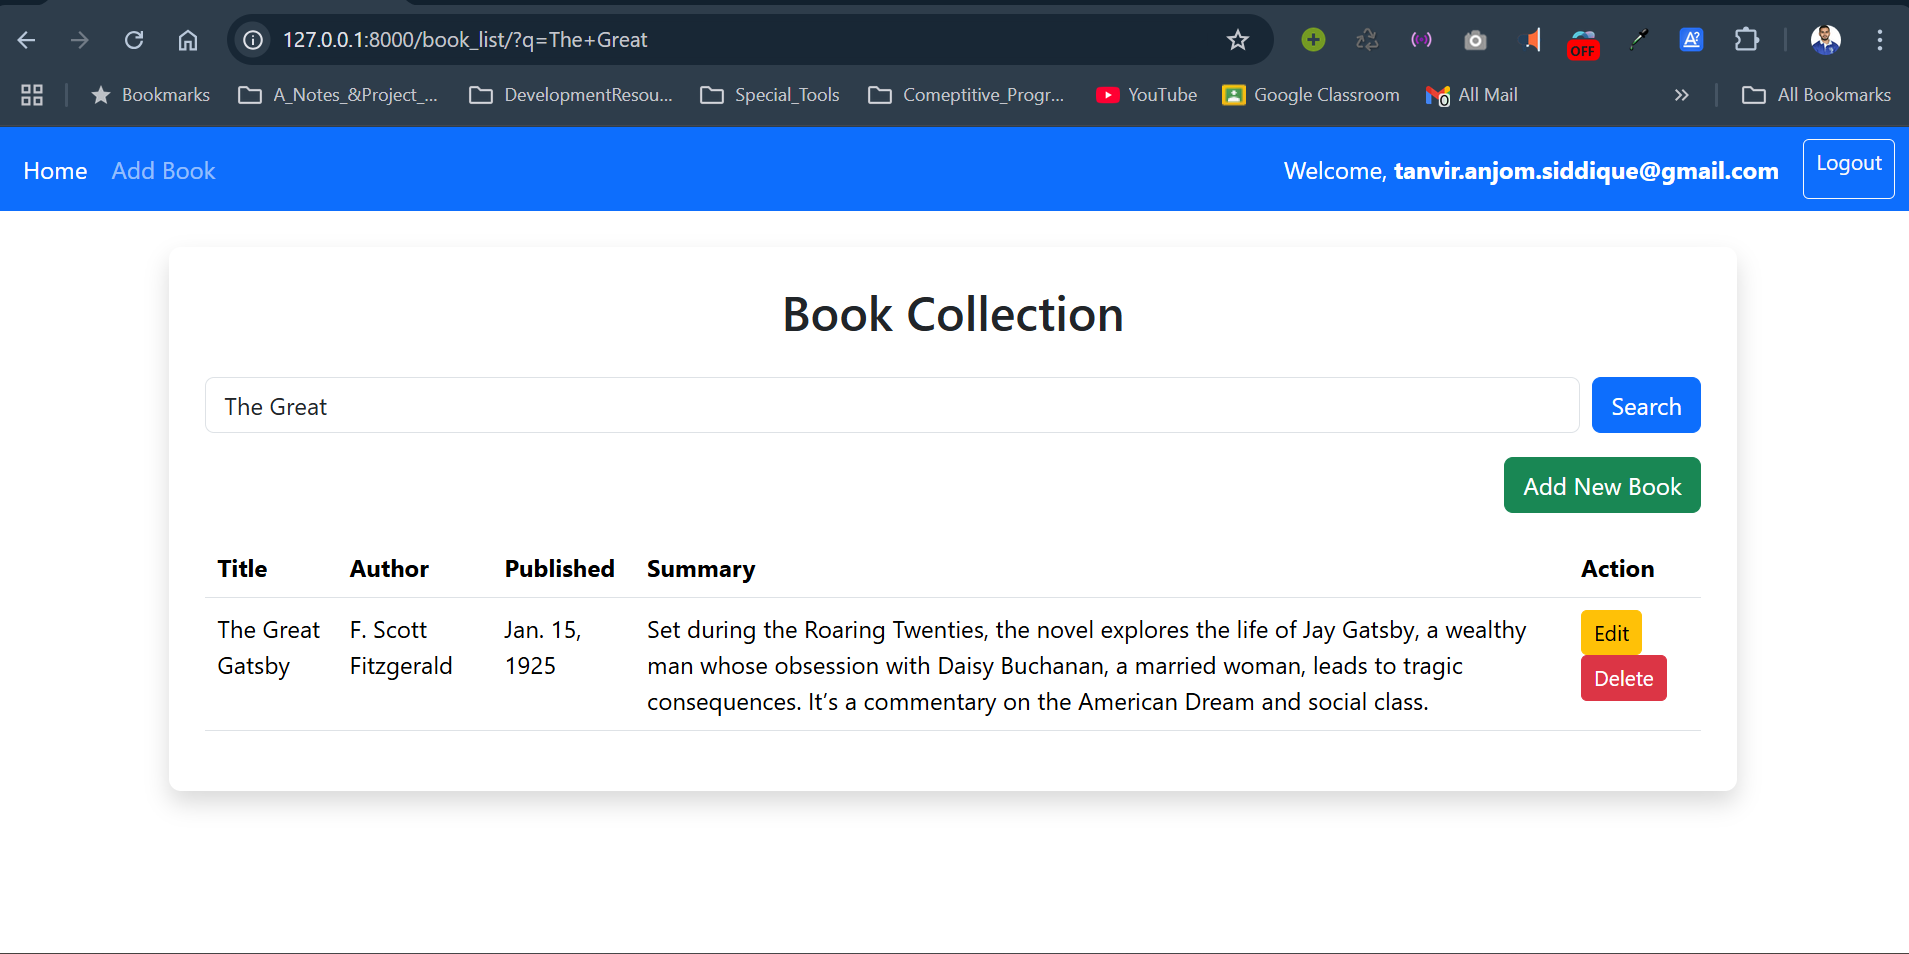 127.0.0.1:8000/book_list/?q=The+Great
OFF
A?
Bookmarks
A_Notes_&Project_...
DevelopmentResou...
Special_Tools
Comeptitive_Progr...
YouTube
Google Classroom
0
All Mail
All Bookmarks
Home
Add Book
Welcome, tanvir.anjom.siddique@gmail.com
Logout
Book Collection
The Great
Search
Add New Book
Title Author Published Summary Action
The Great F. Scott Jan. 15, Set during the Roaring Twenties, the novel explores the life of Jay Gatsby, a wealthy Edit
Gatsby Fitzgerald 1925 man whose obsession with Daisy Buchanan, a married woman, leads to tragic Delete
consequences. It’s a commentary on the American Dream and social class.